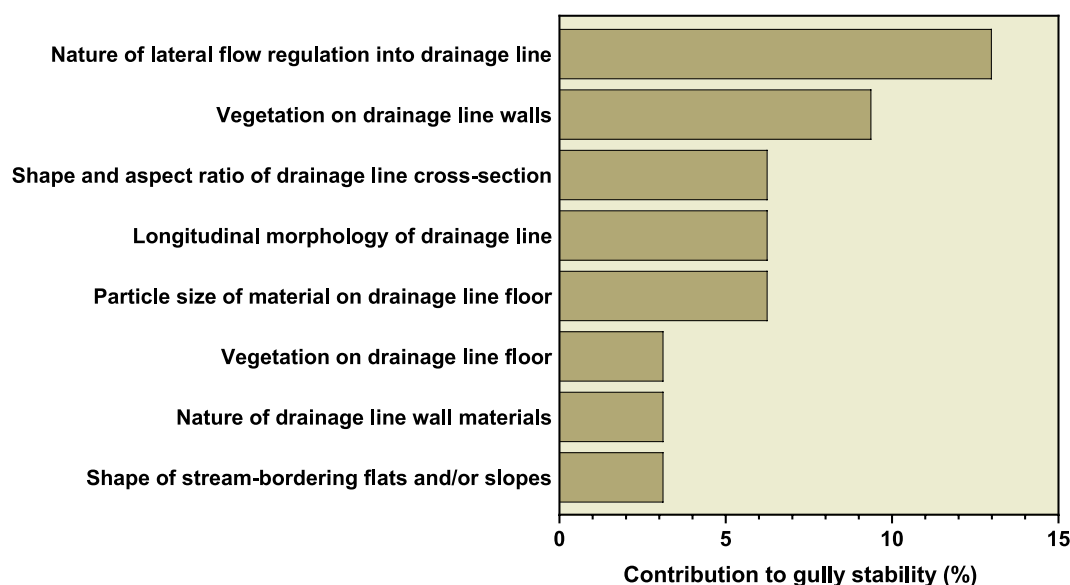 Nature of lateral flow regulation into drainage line
Vegetation on drainage line walls
Shape and aspect ratio of drainage line cross-section
Longitudinal morphology of drainage line
Particle size of material on drainage line floor
Vegetation on drainage line floor
Nature of drainage line wall materials
Shape of stream-bordering flats and/or slopes
0 5 10 15
Contribution to gully stability (%)